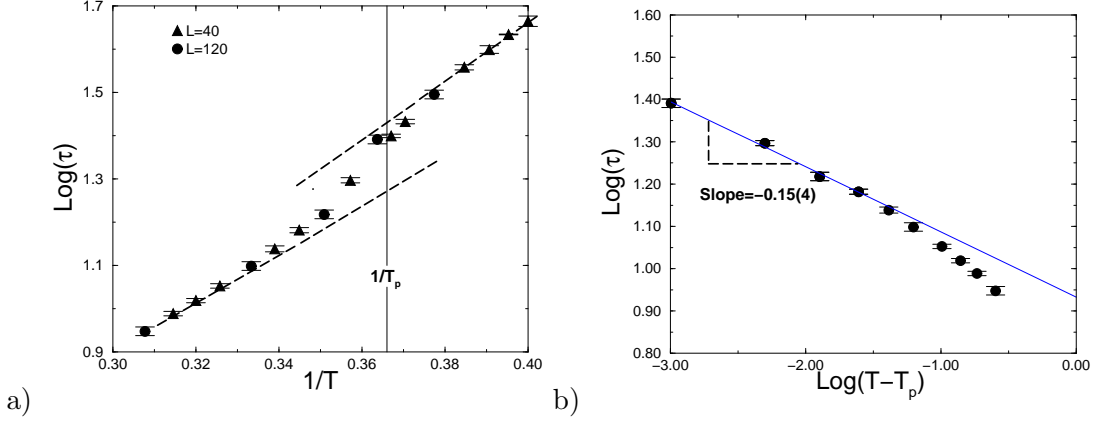 1.7
1.5
1.3
1.1
0.9
0.30
0.32
0.34
0.36
0.38
0.40
1/T
Log(τ)
L=40
L=120
1/Tₚ
a)
1.60
1.50
1.40
1.30
1.20
1.10
1.00
0.90
0.80
−3.00
−2.00
−1.00
0.00
Log(T−Tₚ)
Log(τ)
Slope=−0.15(4)
b)